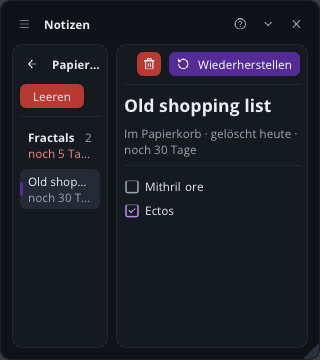 Notizen
Papier...
Leeren
Fractals 2
noch 5 Ta...
Old shop...
noch 30 T...
Wiederherstellen
Old shopping list
Im Papierkorb · gelöscht heute ·
noch 30 Tage
Mithril ore
Ectos